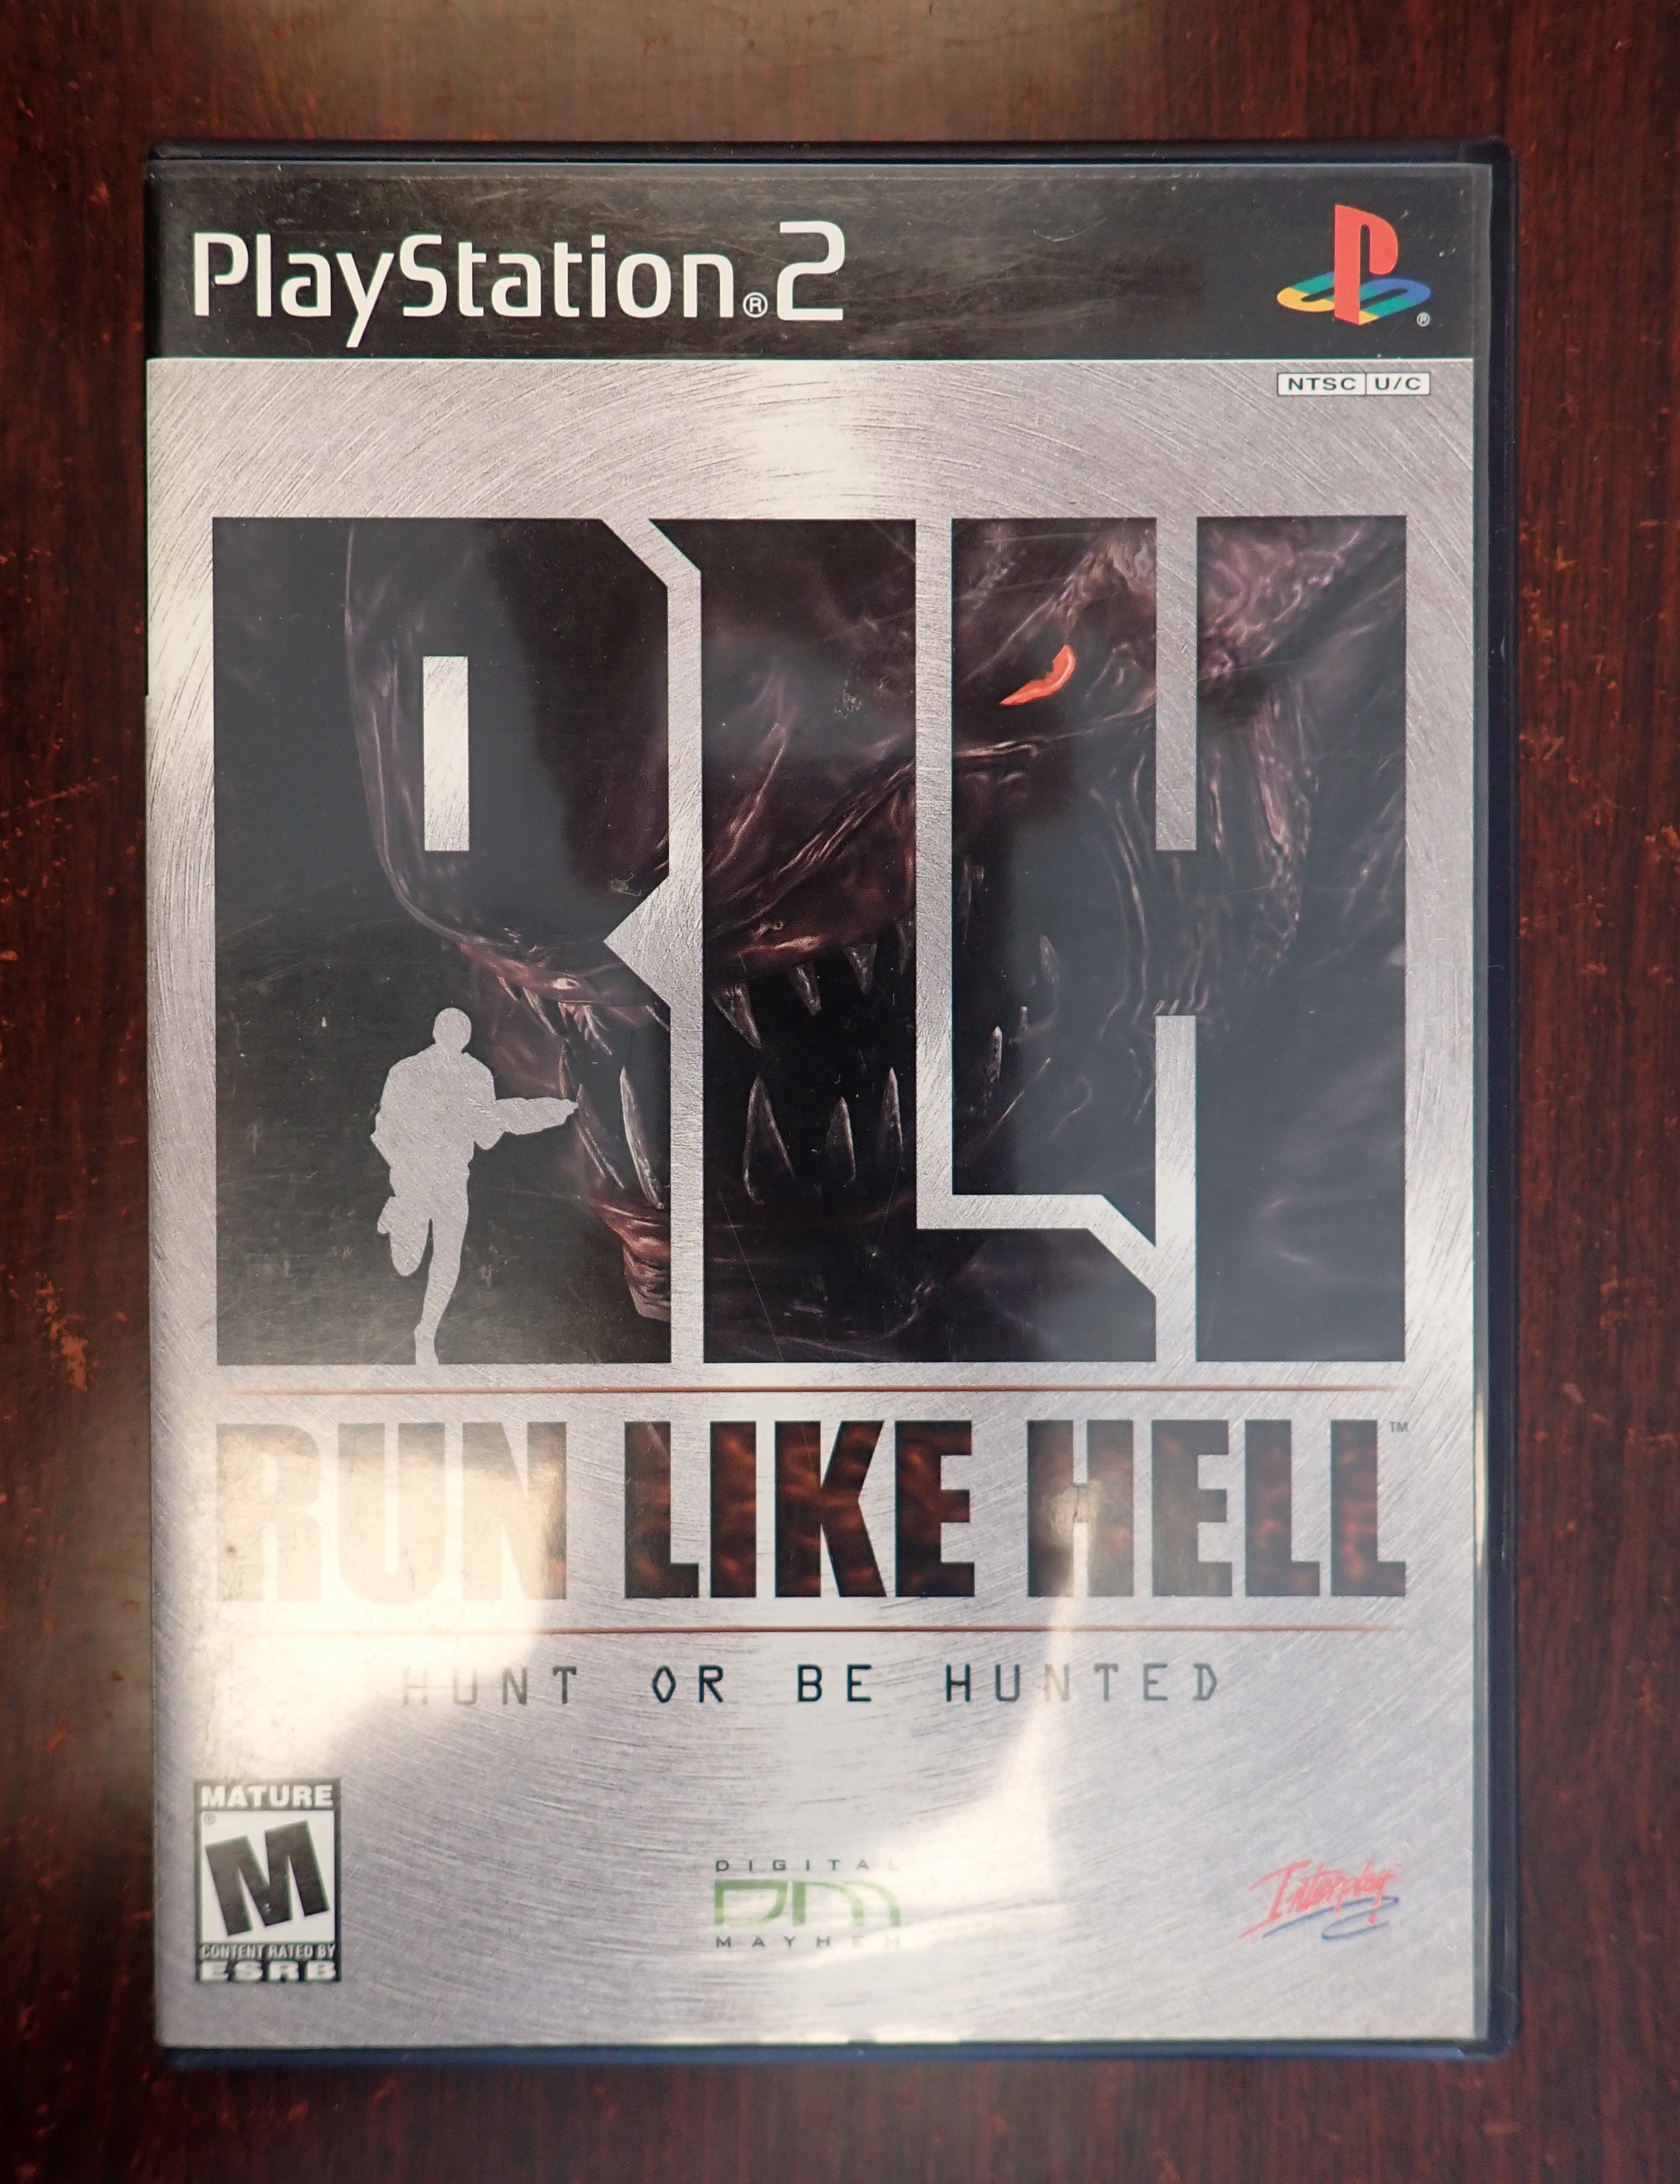 PlayStation®2
®
NTSC U/C
RLH
RUN LIKE HELL™
HUNT OR BE HUNTED
MATURE
®
M
CONTENT RATED BY
ESRB
DIGITAL
DM
MAYHEM
Interplay™